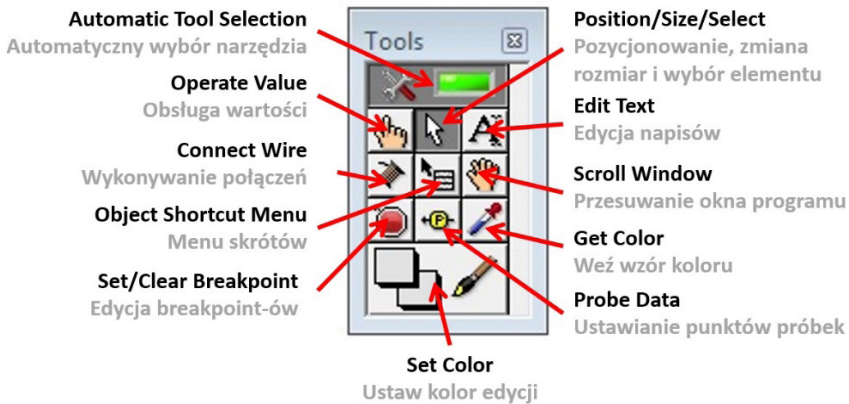 Automatic Tool Selection
Automatyczny wybór narzędzia
Operate Value
Obsługa wartości
Connect Wire
Wykonywanie połączeń
Object Shortcut Menu
Menu skrótów
Set/Clear Breakpoint
Edycja breakpoint-ów
Tools
Position/Size/Select
Pozycjonowanie, zmiana
rozmiar i wybór elementu
Edit Text
Edycja napisów
Scroll Window
Przesuwanie okna programu
Get Color
Weź wzór koloru
Probe Data
Ustawianie punktów próbek
Set Color
Ustaw kolor edycji